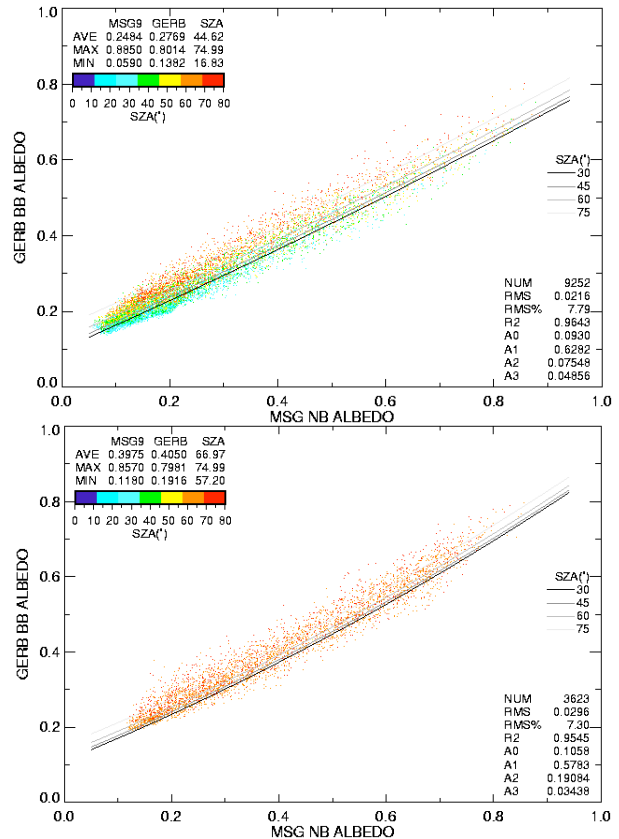 MSG9 GERB SZA
AVE 0.2484 0.2769 44.62
MAX 0.8850 0.8014 74.99
MIN 0.0590 0.1382 16.83
0 10 20 30 40 50 60 70 80
SZA(°)
1.0
0.8
0.6
0.4
0.2
0.0
GERB BB ALBEDO
SZA(°)
30
45
60
75
NUM 9252
RMS 0.0216
RMS% 7.79
R2 0.9643
A0 0.0930
A1 0.6282
A2 0.07548
A3 0.04856
0.0 0.2 0.4 0.6 0.8 1.0
MSG NB ALBEDO
MSG9 GERB SZA
AVE 0.3975 0.4050 66.97
MAX 0.8570 0.7981 74.99
MIN 0.1180 0.1916 57.20
0 10 20 30 40 50 60 70 80
SZA(°)
1.0
0.8
0.6
0.4
0.2
0.0
GERB BB ALBEDO
SZA(°)
30
45
60
75
NUM 3623
RMS 0.0296
RMS% 7.30
R2 0.9545
A0 0.1058
A1 0.5783
A2 0.19084
A3 0.03438
0.0 0.2 0.4 0.6 0.8 1.0
MSG NB ALBEDO